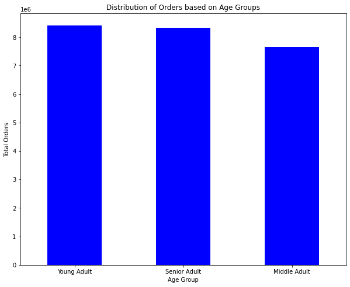 Distribution of Orders based on Age Groups
1e6
8
7
6
5
4
3
2
1
0
Total Orders
Young Adult
Senior Adult
Middle Adult
Age Group